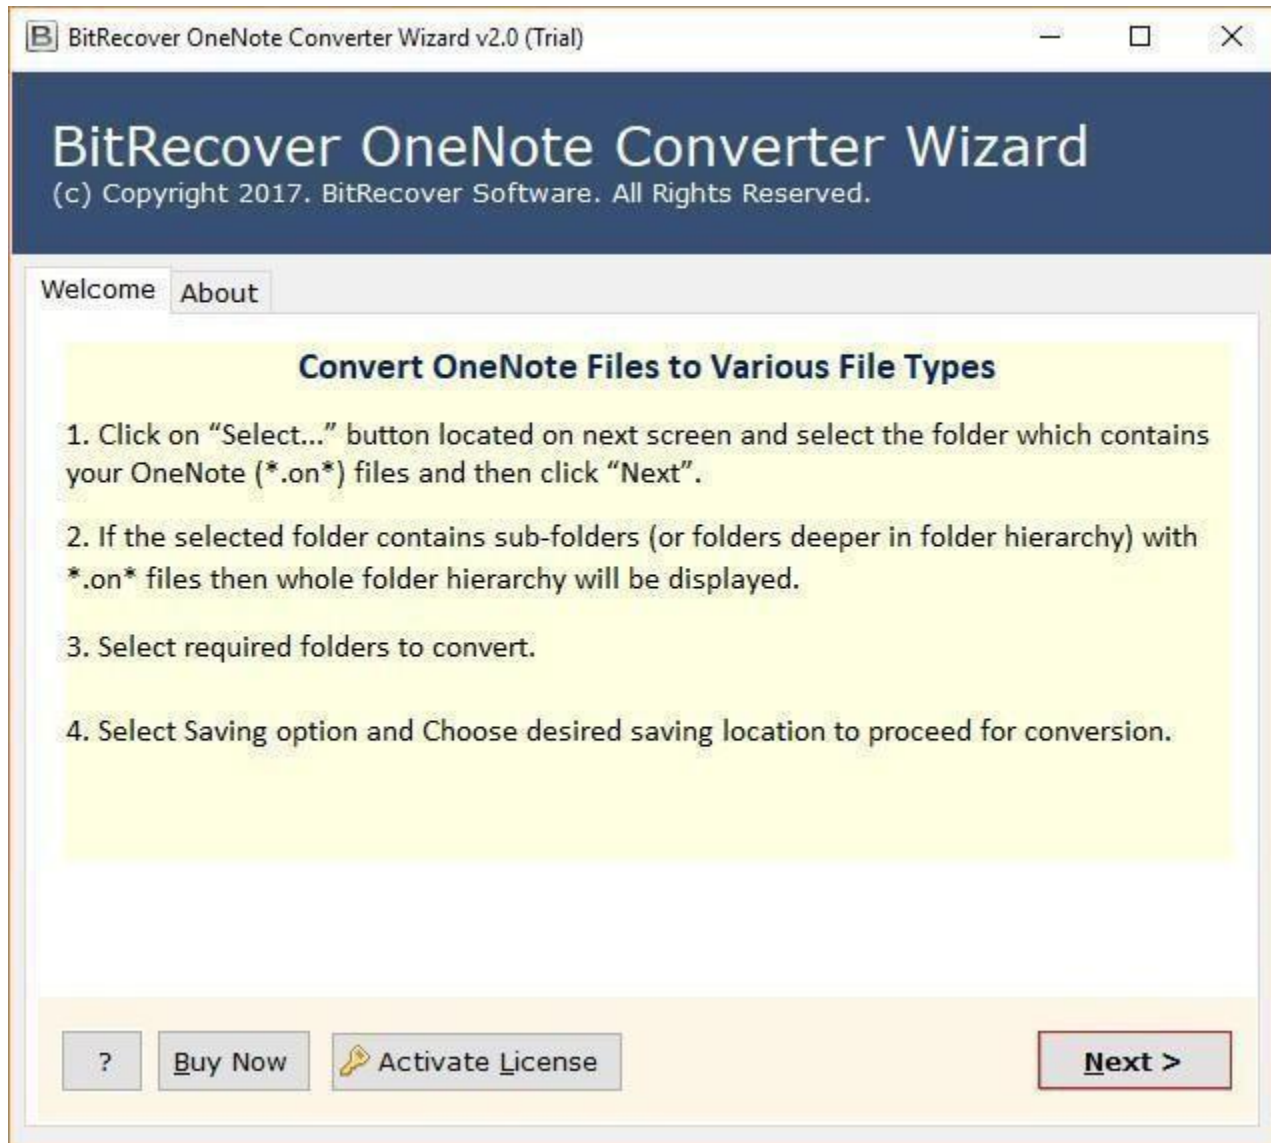 BitRecover OneNote Converter Wizard v2.0 (Trial)
BitRecover OneNote Converter Wizard
(c) Copyright 2017. BitRecover Software. All Rights Reserved.
Welcome
About
Convert OneNote Files to Various File Types
1. Click on “Select...” button located on next screen and select the folder which contains
your OneNote (*.on*) files and then click “Next”.
2. If the selected folder contains sub-folders (or folders deeper in folder hierarchy) with
*.on* files then whole folder hierarchy will be displayed.
3. Select required folders to convert.
4. Select Saving option and Choose desired saving location to proceed for conversion.
?
Buy Now
Activate License
Next >